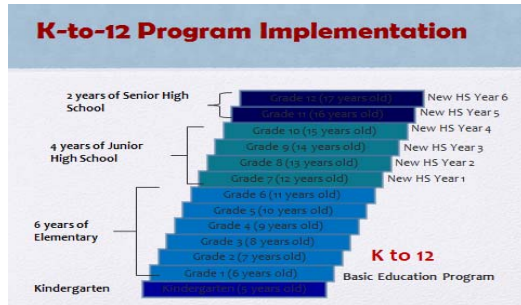 K-to-12 Program Implementation
2 years of Senior High
School
Grade 12 (17 years old)
New HS Year 6
Grade 11 (16 years old)
New HS Year 5
4 years of Junior
High School
Grade 10 (15 years old)
New HS Year 4
Grade 9 (14 years old)
New HS Year 3
Grade 8 (13 years old)
New HS Year 2
Grade 7 (12 years old)
New HS Year 1
6 years of
Elementary
Grade 6 (11 years old)
Grade 5 (10 years old)
Grade 4 (9 years old)
Grade 3 (8 years old)
Grade 2 (7 years old)
Grade 1 (6 years old)
Kindergarten
Kindergarten (5 years old)
K to 12
Basic Education Program